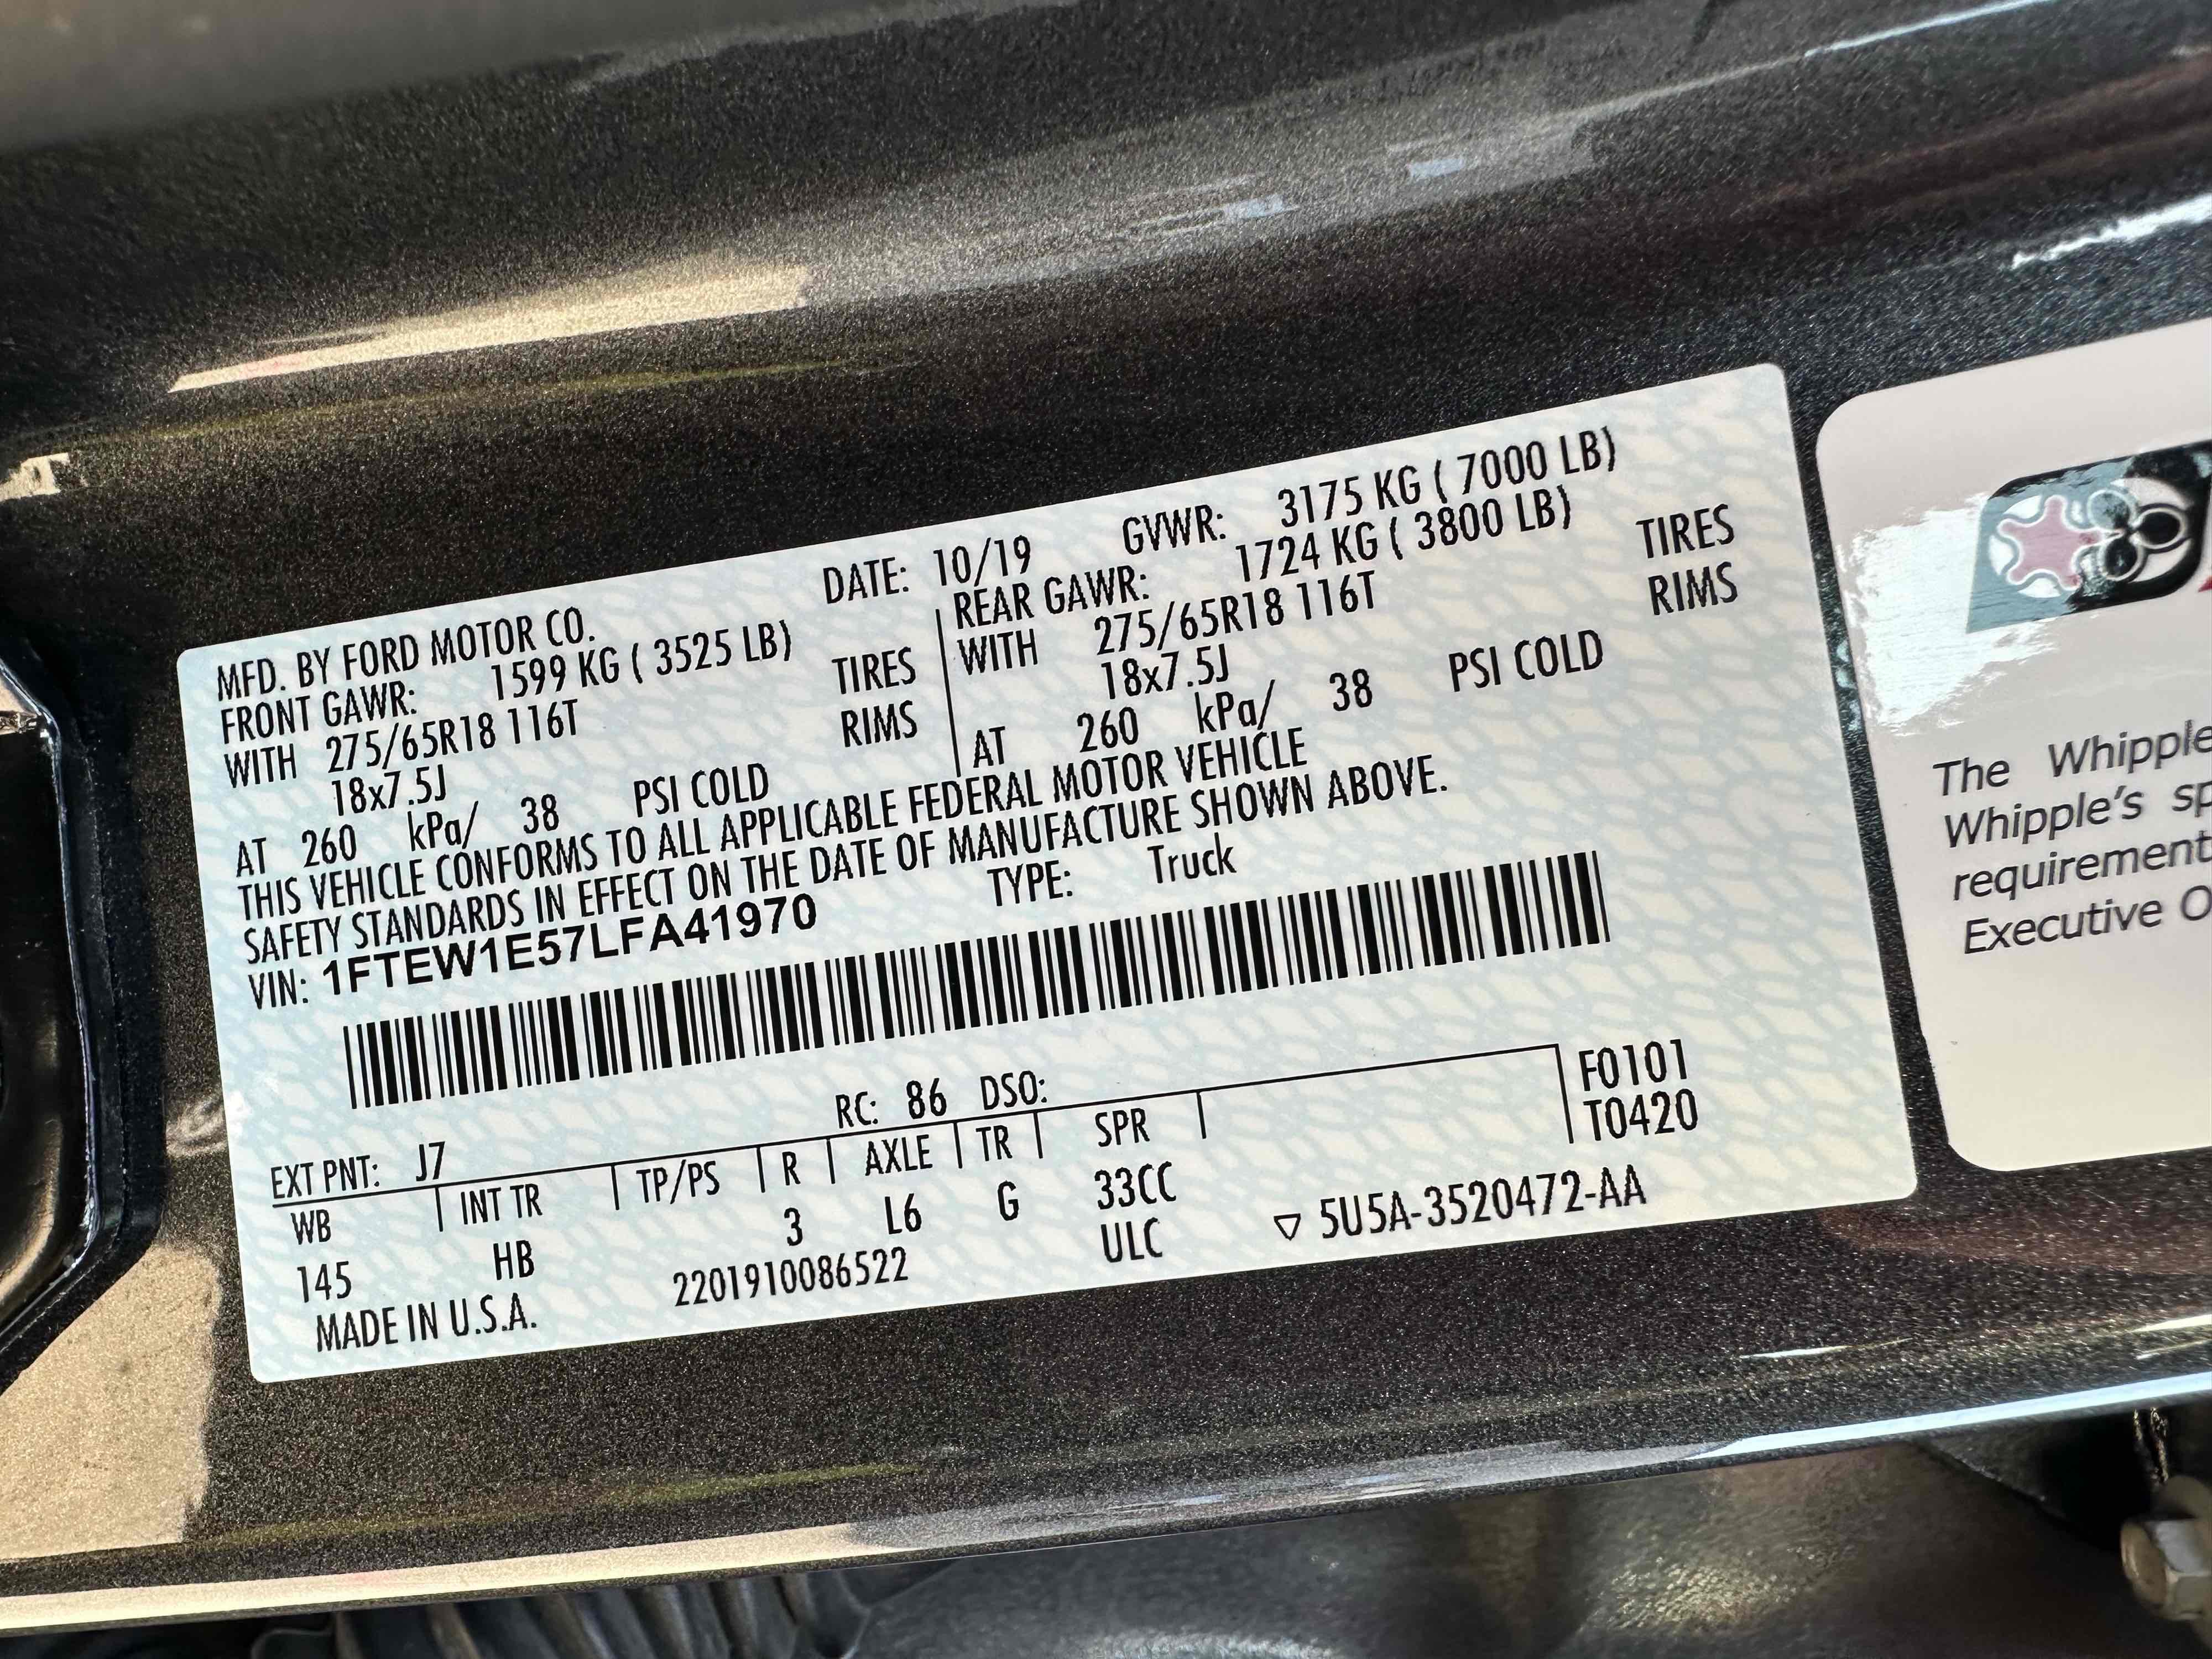 MFD. BY FORD MOTOR CO.
DATE: 10/19 GVWR: 3175 KG ( 7000 LB)
FRONT GAWR: 1599 KG ( 3525 LB)
REAR GAWR: 1724 KG ( 3800 LB)
WITH 275/65R18 116T TIRES
WITH 275/65R18 116T TIRES
18x7.5J RIMS
18x7.5J RIMS
AT 260 kPa/ 38 PSI COLD
AT 260 kPa/ 38 PSI COLD
THIS VEHICLE CONFORMS TO ALL APPLICABLE FEDERAL MOTOR VEHICLE
SAFETY STANDARDS IN EFFECT ON THE DATE OF MANUFACTURE SHOWN ABOVE.
VIN: 1FTEW1E57LFA41970 TYPE: Truck
EXT PNT: J7 RC: 86 DSO: F0101
WB INT TR TP/PS R AXLE TR SPR T0420
145 HB 3 L6 G 33CC
MADE IN U.S.A. 2201910086522 ULC ▽ 5U5A-3520472-AA
The Whipple
Whipple's
Executive